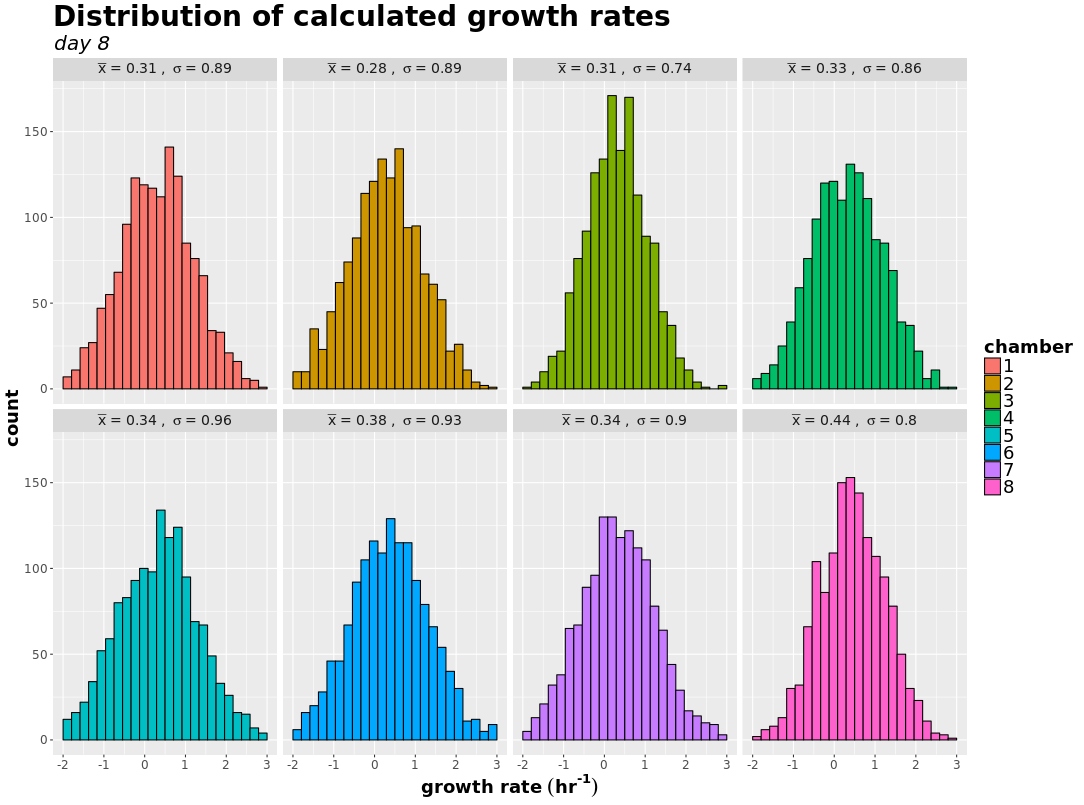 Distribution of calculated growth rates
day 8
x̅ = 0.31 , σ = 0.89
x̅ = 0.28 , σ = 0.89
x̅ = 0.31 , σ = 0.74
x̅ = 0.33 , σ = 0.86
150
100
50
0
x̅ = 0.34 , σ = 0.96
x̅ = 0.38 , σ = 0.93
x̅ = 0.34 , σ = 0.9
x̅ = 0.44 , σ = 0.8
150
100
50
0
-2 -1 0 1 2 3
-2 -1 0 1 2 3
-2 -1 0 1 2 3
-2 -1 0 1 2 3
count
growth rate (hr⁻¹)
chamber
1
2
3
4
5
6
7
8